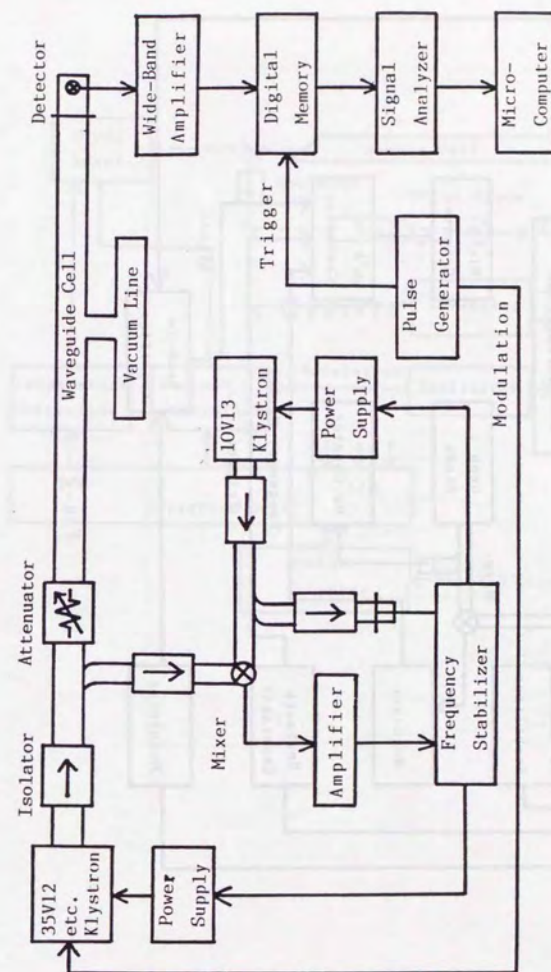 35V12
etc.
Klystron
Isolator
Attenuator
Waveguide Cell
Detector
Vacuum Line
Power
Supply
Mixer
Amplifier
Frequency
Stabilizer
10V13
Klystron
Power
Supply
Trigger
Pulse
Generator
Modulation
Wide-Band
Amplifier
Digital
Memory
Signal
Analyzer
Micro-
Computer